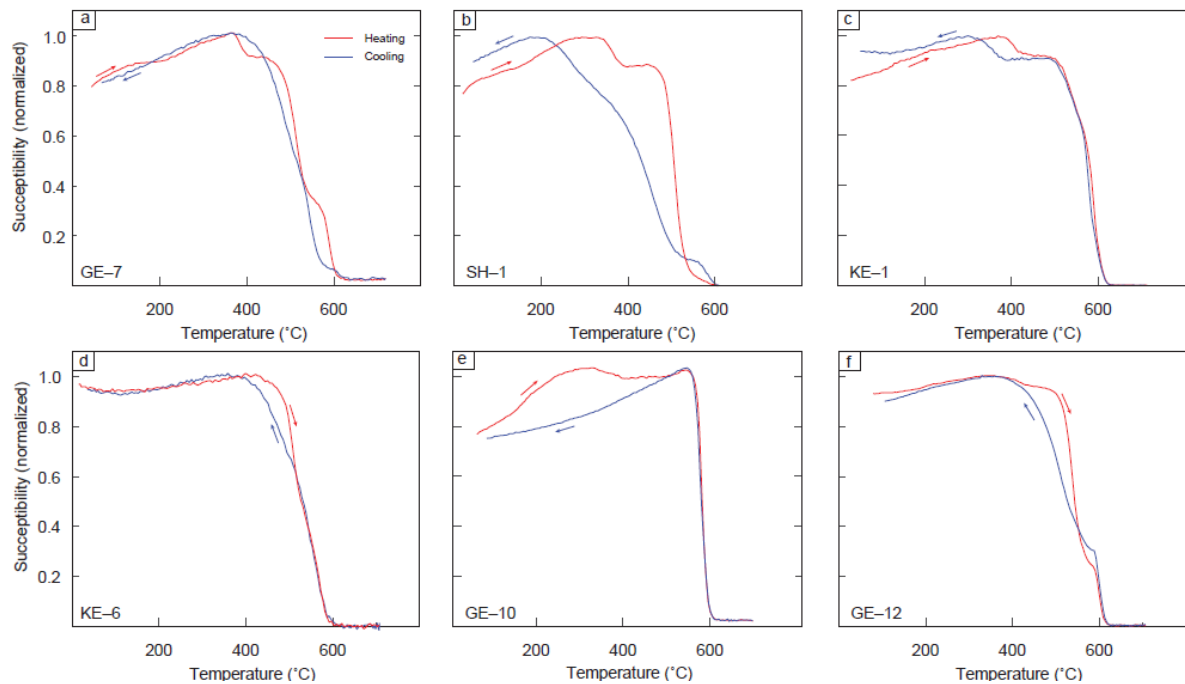 a
b
c
Heating
Cooling
Susceptibility (normalized)
1.0
0.8
0.6
0.4
0.2
GE–7
SH–1
KE–1
200 400 600
200 400 600
200 400 600
Temperature (˚C)
Temperature (˚C)
Temperature (˚C)
d
e
f
Susceptibility (normalized)
1.0
0.8
0.6
0.4
0.2
KE–6
GE–10
GE–12
200 400 600
200 400 600
200 400 600
Temperature (˚C)
Temperature (˚C)
Temperature (˚C)